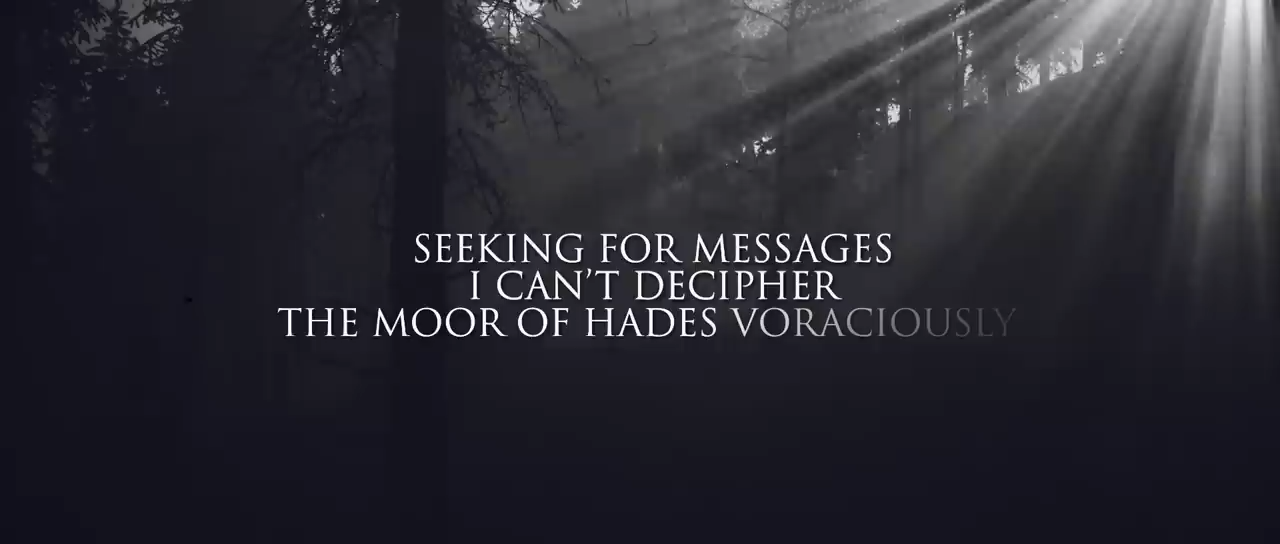 SEEKING FOR MESSAGES
I CAN'T DECIPHER
THE MOOR OF HADES VORACIOUSLY